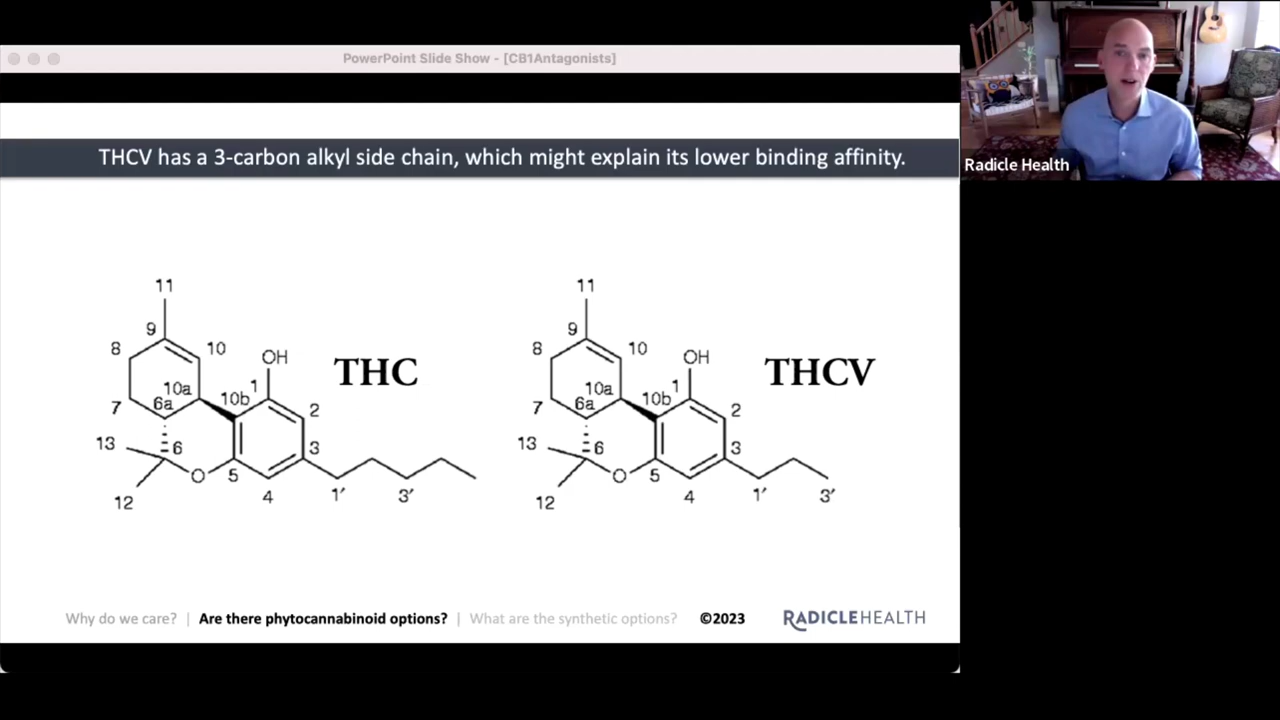 PowerPoint Slide Show - [CB1Antagonists]
Radicle Health
THCV has a 3-carbon alkyl side chain, which might explain its lower binding affinity.
11
9
8
10
OH
THC
10a
1
10b
6a
7
2
13
6
3
5
O
12
4
1′
3′
11
9
8
10
OH
THCV
10a
1
10b
6a
7
2
13
6
3
5
O
12
4
1′
3′
Why do we care? | Are there phytocannabinoid options? | What are the synthetic options? ©2023 RADICLEHEALTH